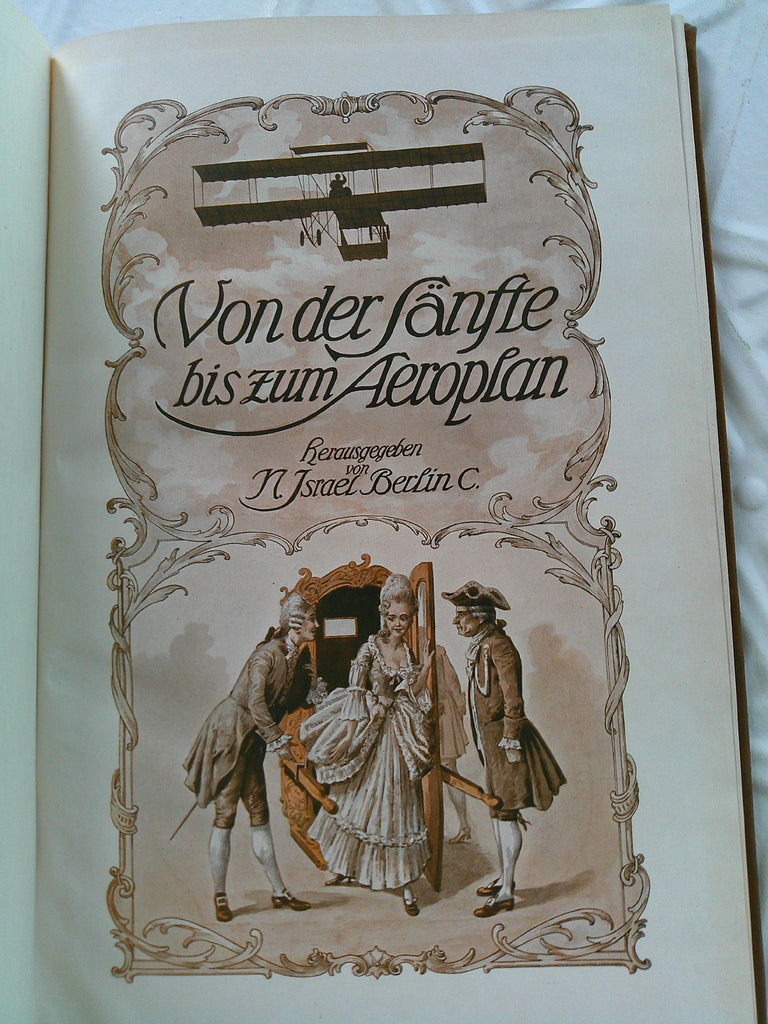 Von der Sänfte
bis zum Aeroplan
Herausgegeben
von
N Israel Berlin C.